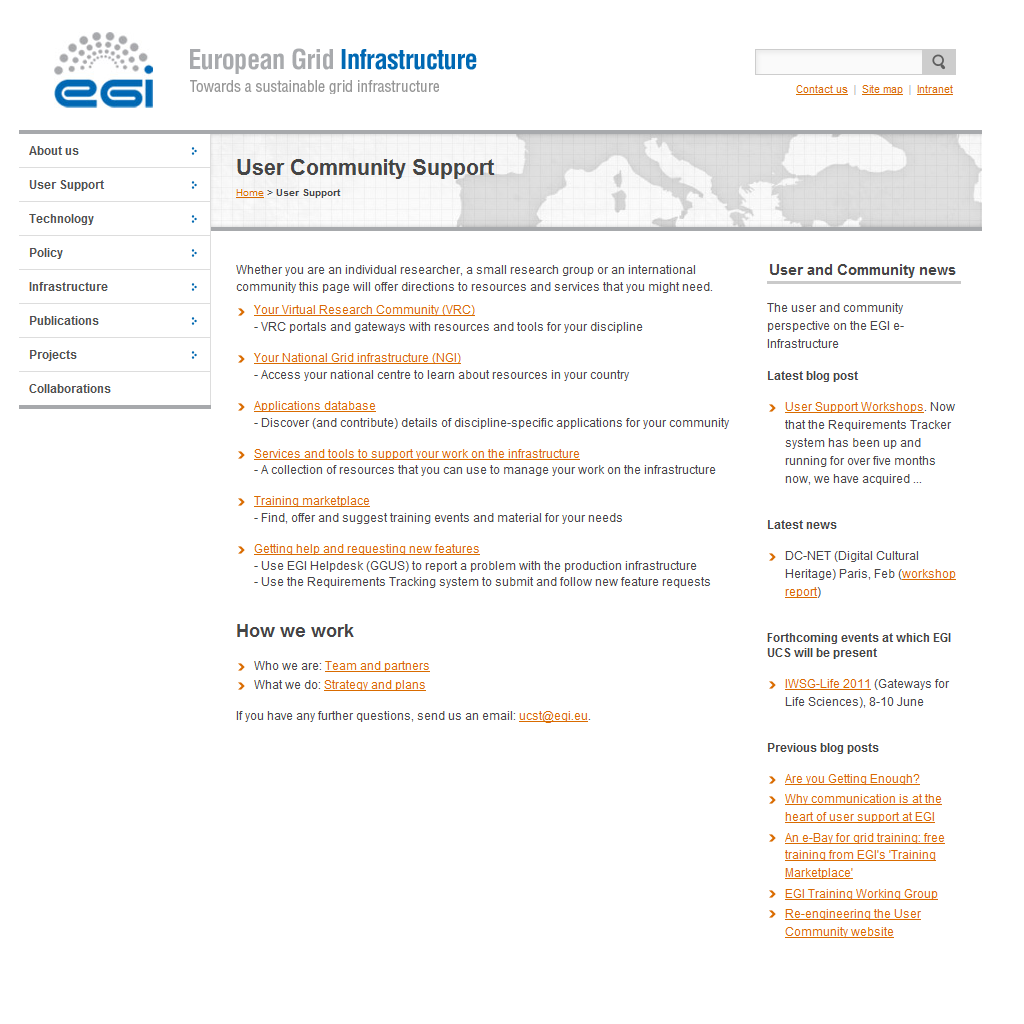 egi
European Grid Infrastructure
Towards a sustainable grid infrastructure
Contact us | Site map | Intranet
About us
User Support
Technology
Policy
Infrastructure
Publications
Projects
Collaborations
User Community Support
Home > User Support
Whether you are an individual researcher, a small research group or an international
community this page will offer directions to resources and services that you might need.
Your Virtual Research Community (VRC)
- VRC portals and gateways with resources and tools for your discipline
Your National Grid infrastructure (NGI)
- Access your national centre to learn about resources in your country
Applications database
- Discover (and contribute) details of discipline-specific applications for your community
Services and tools to support your work on the infrastructure
- A collection of resources that you can use to manage your work on the infrastructure
Training marketplace
- Find, offer and suggest training events and material for your needs
Getting help and requesting new features
- Use EGI Helpdesk (GGUS) to report a problem with the production infrastructure
- Use the Requirements Tracking system to submit and follow new feature requests
How we work
Who we are: Team and partners
What we do: Strategy and plans
If you have any further questions, send us an email: ucst@egi.eu.
User and Community news
The user and community
perspective on the EGI e-
Infrastructure
Latest blog post
User Support Workshops. Now
that the Requirements Tracker
system has been up and
running for over five months
now, we have acquired ...
Latest news
DC-NET (Digital Cultural
Heritage) Paris, Feb (workshop
report)
Forthcoming events at which EGI
UCS will be present
IWSG-Life 2011 (Gateways for
Life Sciences), 8-10 June
Previous blog posts
Are you Getting Enough?
Why communication is at the
heart of user support at EGI
An e-Bay for grid training: free
training from EGI's 'Training
Marketplace'
EGI Training Working Group
Re-engineering the User
Community website